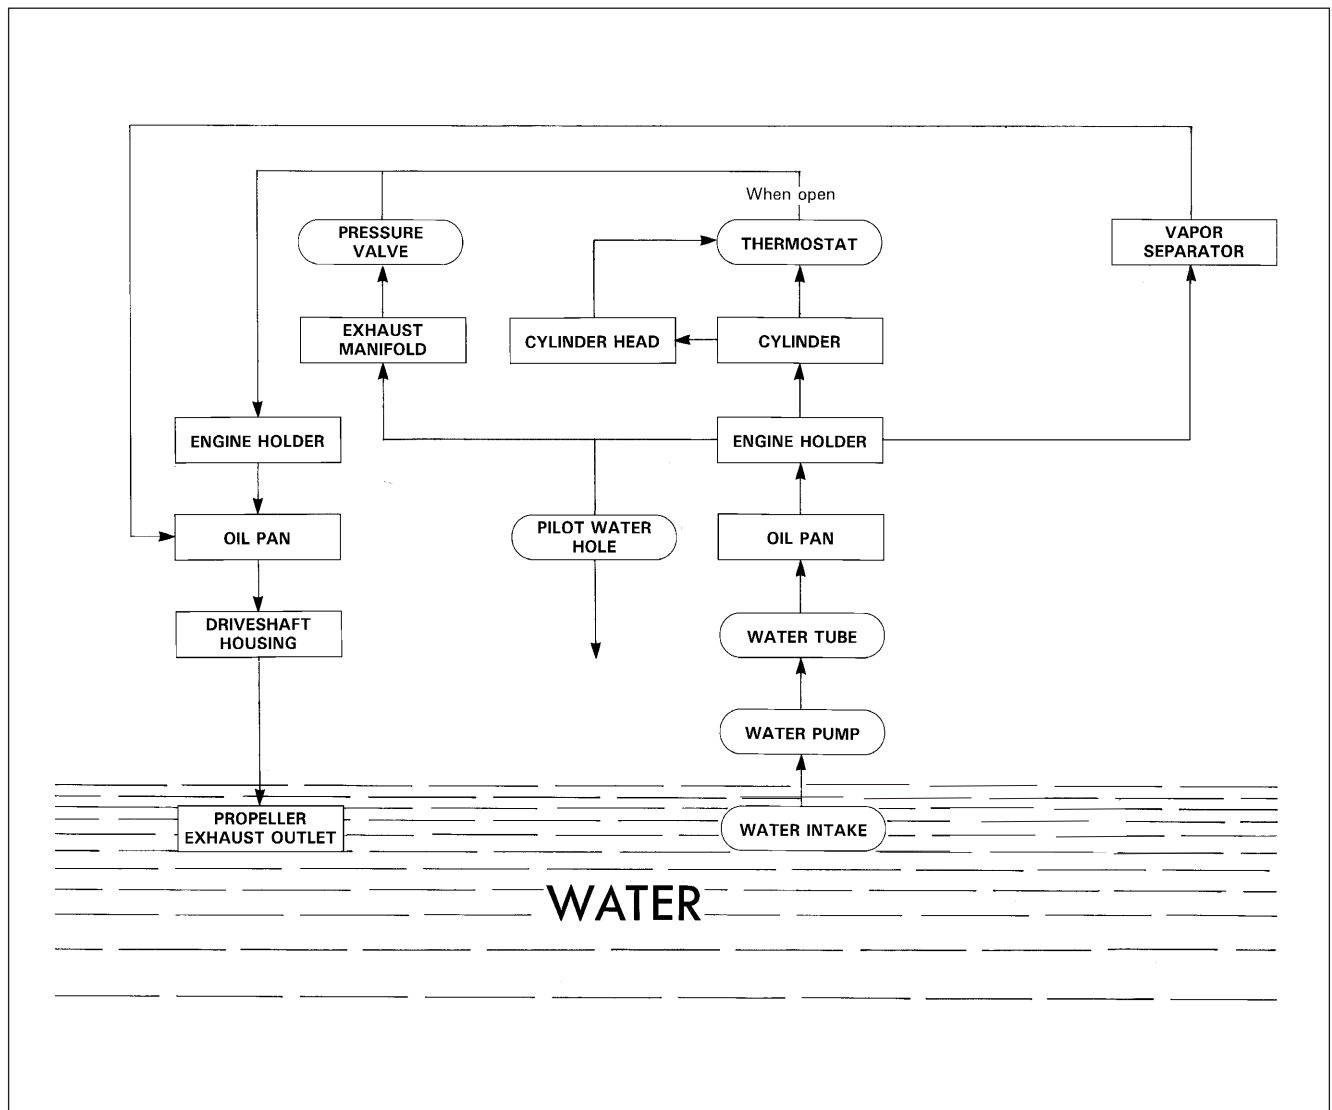 When open
PRESSURE
VALVE
THERMOSTAT
VAPOR
SEPARATOR
EXHAUST
MANIFOLD
CYLINDER HEAD
CYLINDER
ENGINE HOLDER
ENGINE HOLDER
OIL PAN
PILOT WATER
HOLE
OIL PAN
DRIVESHAFT
HOUSING
WATER TUBE
WATER PUMP
PROPELLER
EXHAUST OUTLET
WATER INTAKE
WATER